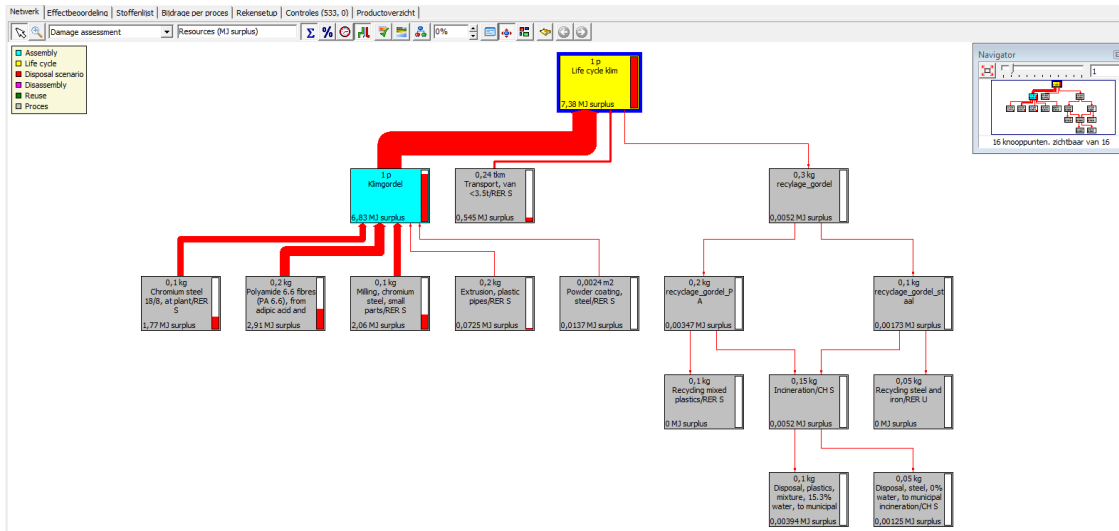 Netwerk Effectbeoordeling Stoffenlijst Bijdrage per proces Rekensetup Controles (533, 0) Productoverzicht
Damage assessment Resources (MJ surplus) Σ % 0%
Assembly
Life cycle
Disposal scenario
Disassembly
Reuse
Proces
Navigator
1
16 knooppunten. zichtbaar van 16
1 p
Life cycle klim
7,38 MJ surplus
1 p
Klimgordel
6,83 MJ surplus
0,24 tkm
Transport, van
<3.5t/RER S
0,545 MJ surplus
0,3 kg
recylage_gordel
0,0052 MJ surplus
0,1 kg
Chromium steel
18/8, at plant/RER
S
1,77 MJ surplus
0,2 kg
Polyamide 6.6 fibres
(PA 6.6), from
adipic acid and
2,91 MJ surplus
0,1 kg
Milling, chromium
steel, small
parts/RER S
2,06 MJ surplus
0,2 kg
Extrusion, plastic
pipes/RER S
0,0725 MJ surplus
0,0024 m2
Powder coating,
steel/RER S
0,0137 MJ surplus
0,2 kg
recyclage_gordel_P
A
0,00347 MJ surplus
0,1 kg
recyclage_gordel_st
aal
0,00173 MJ surplus
0,1 kg
Recycling mixed
plastics/RER S
0 MJ surplus
0,15 kg
Incineration/CH S
0,0052 MJ surplus
0,05 kg
Recycling steel and
iron/RER U
0 MJ surplus
0,1 kg
Disposal, plastics,
mixture, 15.3%
water, to municipal
0,00394 MJ surplus
0,05 kg
Disposal, steel, 0%
water, to municipal
incineration/CH S
0,00125 MJ surplus